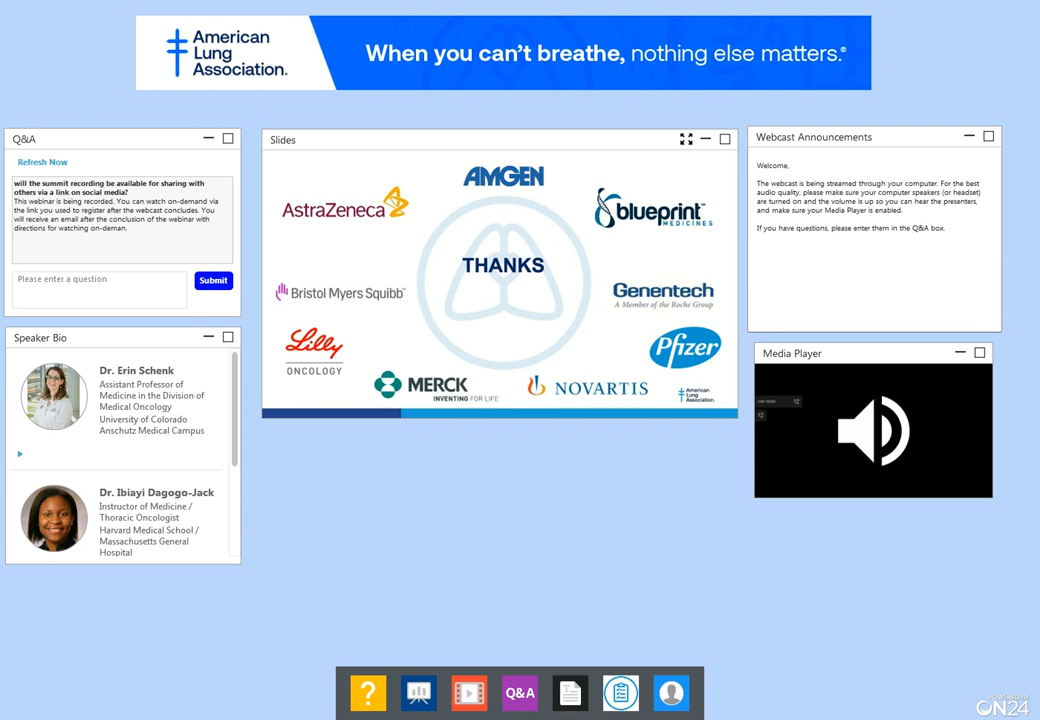 American
Lung
Association.
When you can't breathe, nothing else matters.®
Q&A
Refresh Now
will the summit recording be available for sharing with
others via a link on social media?
This webinar is being recorded. You can watch on-demand via
the link you used to register after the webcast concludes. You
will receive an email after the conclusion of the webinar with
directions for watching on-deman.
Please enter a question
Submit
Speaker Bio
Dr. Erin Schenk
Assistant Professor of
Medicine in the Division of
Medical Oncology
University of Colorado
Anschutz Medical Campus
Dr. Ibiayi Dagogo-Jack
Instructor of Medicine /
Thoracic Oncologist
Harvard Medical School /
Massachusetts General
Hospital
Slides
AMGEN
AstraZeneca
blueprint™
MEDICINES
THANKS
Bristol Myers Squibb™
Genentech
A Member of the Roche Group
Lilly
ONCOLOGY
Pfizer
MERCK
INVENTING FOR LIFE
NOVARTIS
American
Lung
Association.
Webcast Announcements
Welcome,
The webcast is being streamed through your computer. For the best
audio quality, please make sure your computer speakers (or headset)
are turned on and the volume is up so you can hear the presenters,
and make sure your Media Player is enabled.
If you have questions, please enter them in the Q&A box.
Media Player
?
Q&A
POWERED BY
ON24